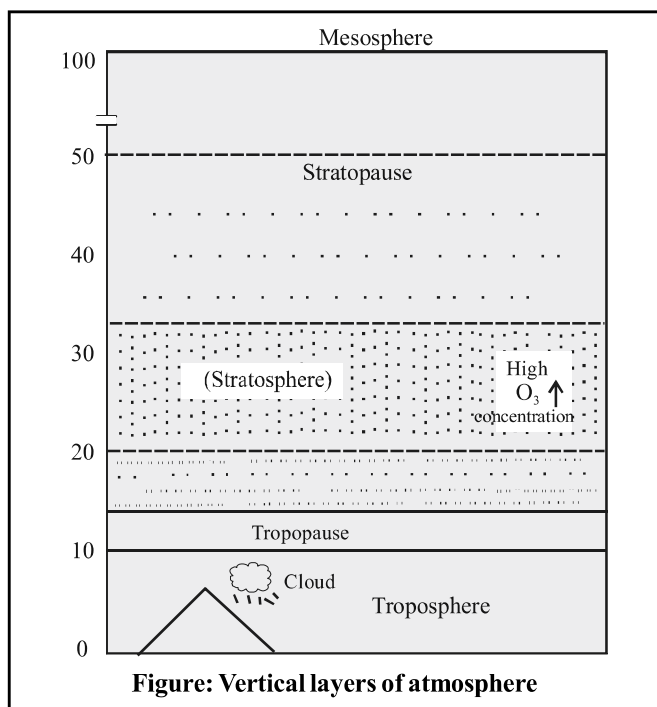 Mesosphere
100
50
Stratopause
40
30
(Stratosphere)
High
O₃
concentration
20
Tropopause
10
Cloud
Troposphere
0
Figure: Vertical layers of atmosphere